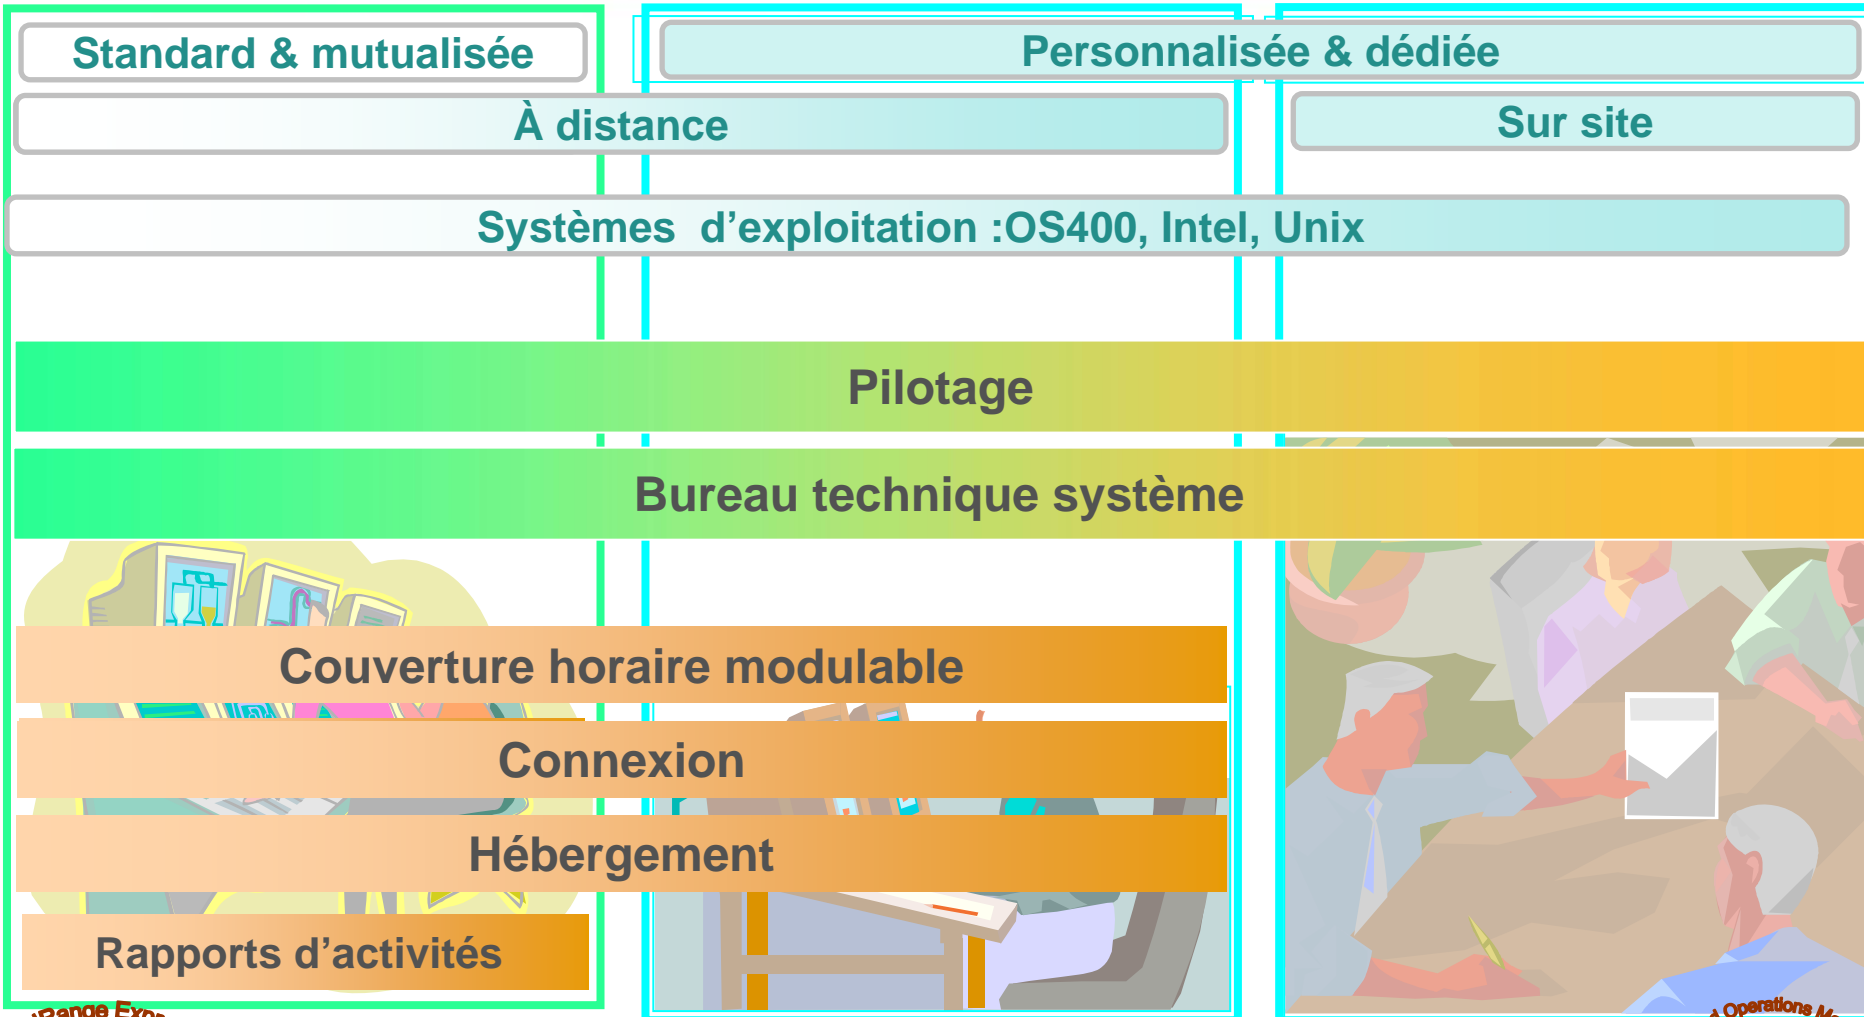 Standard & mutualisée
Personnalisée & dédiée
À distance
Sur site
Systèmes d’exploitation :OS400, Intel, Unix
Pilotage
Bureau technique système
Couverture horaire modulable
Connexion
Hébergement
Rapports d’activités
Operations